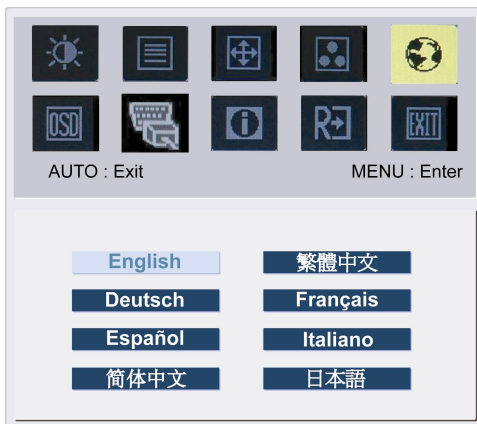 OSD
R
EXIT
AUTO : Exit
MENU : Enter
English
繁體中文
Deutsch
Français
Español
Italiano
简体中文
日本語